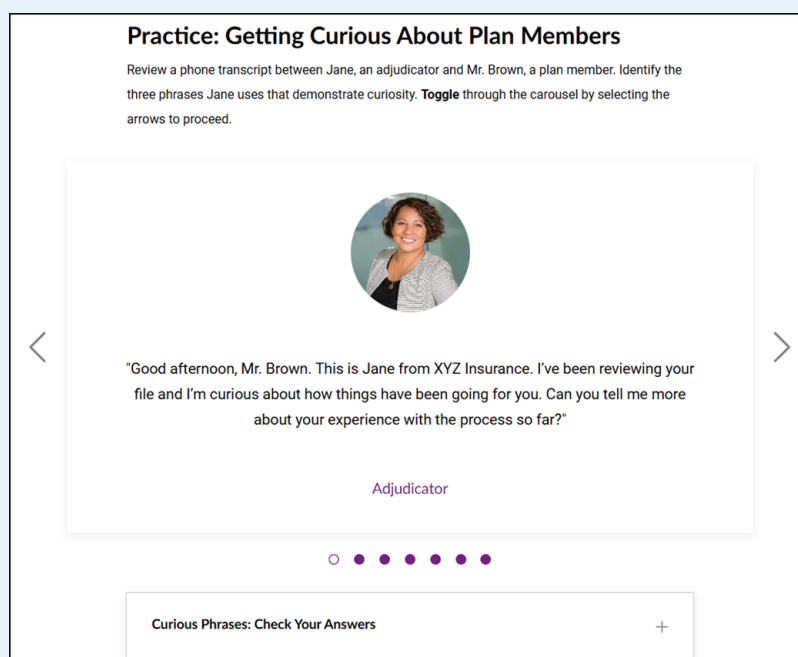 Practice: Getting Curious About Plan Members
Review a phone transcript between Jane, an adjudicator and Mr. Brown, a plan member. Identify the
three phrases Jane uses that demonstrate curiosity. Toggle through the carousel by selecting the
arrows to proceed.
"Good afternoon, Mr. Brown. This is Jane from XYZ Insurance. I've been reviewing your
file and I'm curious about how things have been going for you. Can you tell me more
about your experience with the process so far?"
Adjudicator
Curious Phrases: Check Your Answers